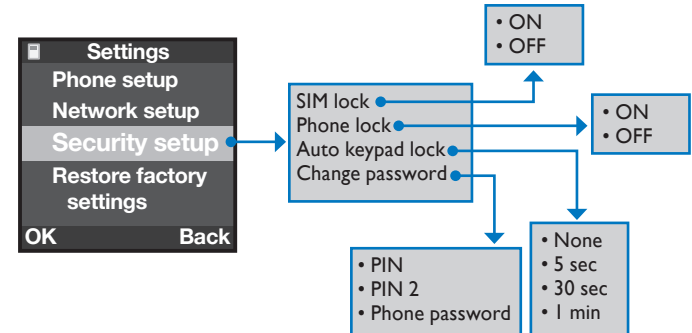 Settings
Phone setup
Network setup
Security setup
Restore factory
settings
OK Back
SIM lock
Phone lock
Auto keypad lock
Change password
• ON
• OFF
• ON
• OFF
• PIN
• PIN 2
• Phone password
• None
• 5 sec
• 30 sec
• 1 min